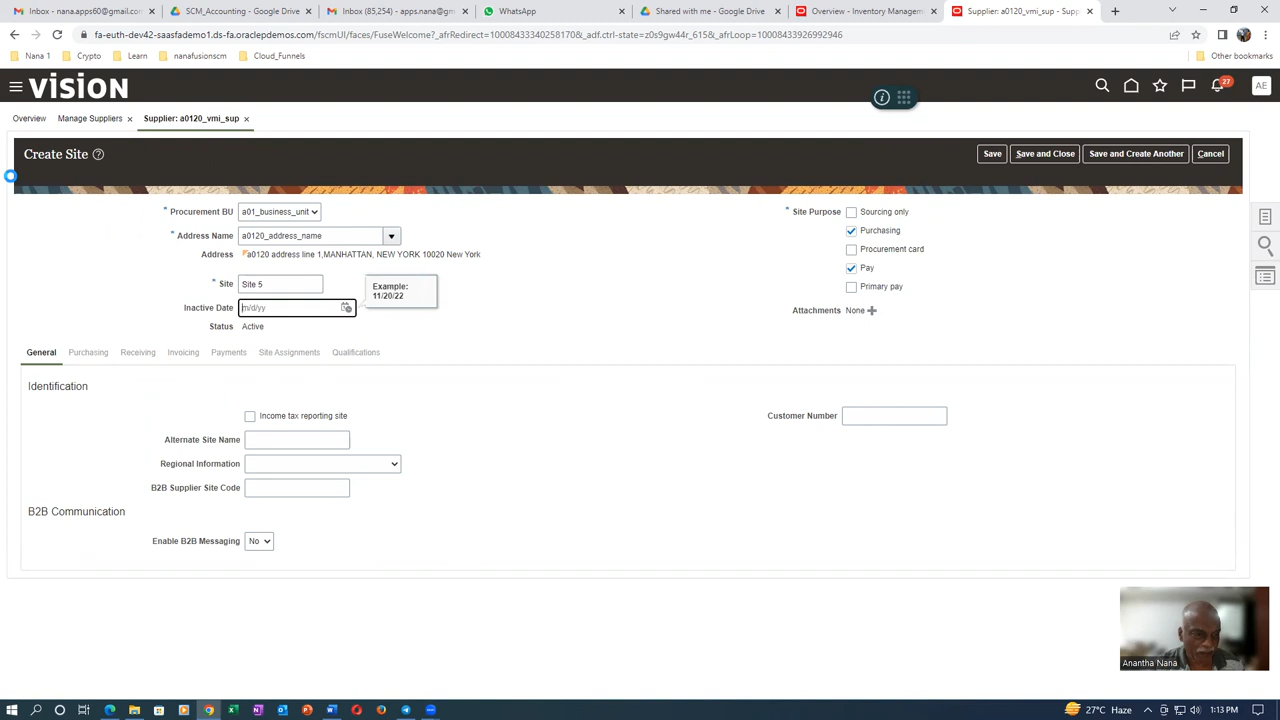 nana.apps60@gmail.com
SCM_Accounting - Google Drive
Inbox (85,254) - apps.nana@gm
WhatsApp
Shared with me - Google Drive
Overview - Inventory Managem
Supplier: a0120_vmi_sup - Supp
fa-euth-dev42-saasfademo1.ds-fa.oraclepdemos.com/fscmUI/faces/FuseWelcome?_afrRedirect=10008433340258170&_adf.ctrl-state=z0s9gw44r_615&_afrLoop=10008433926992946
Nana 1
Crypto
Learn
nanafusionscm
Cloud_Funnels
Other bookmarks
VISION
27
AE
Overview
Manage Suppliers
Supplier: a0120_vmi_sup
Create Site
Save
Save and Close
Save and Create Another
Cancel
* Procurement BU a01_business_unit
* Address Name a0120_address_name
Address a0120 address line 1,MANHATTAN, NEW YORK 10020 New York
* Site Site 5
Example:
11/20/22
Inactive Date m/d/yy
Status Active
* Site Purpose Sourcing only
Purchasing
Procurement card
Pay
Primary pay
Attachments None
General Purchasing Receiving Invoicing Payments Site Assignments Qualifications
Identification
Income tax reporting site
Customer Number
Alternate Site Name
Regional Information
B2B Supplier Site Code
B2B Communication
Enable B2B Messaging No
Anantha Nana
27°C Haze
1:13 PM